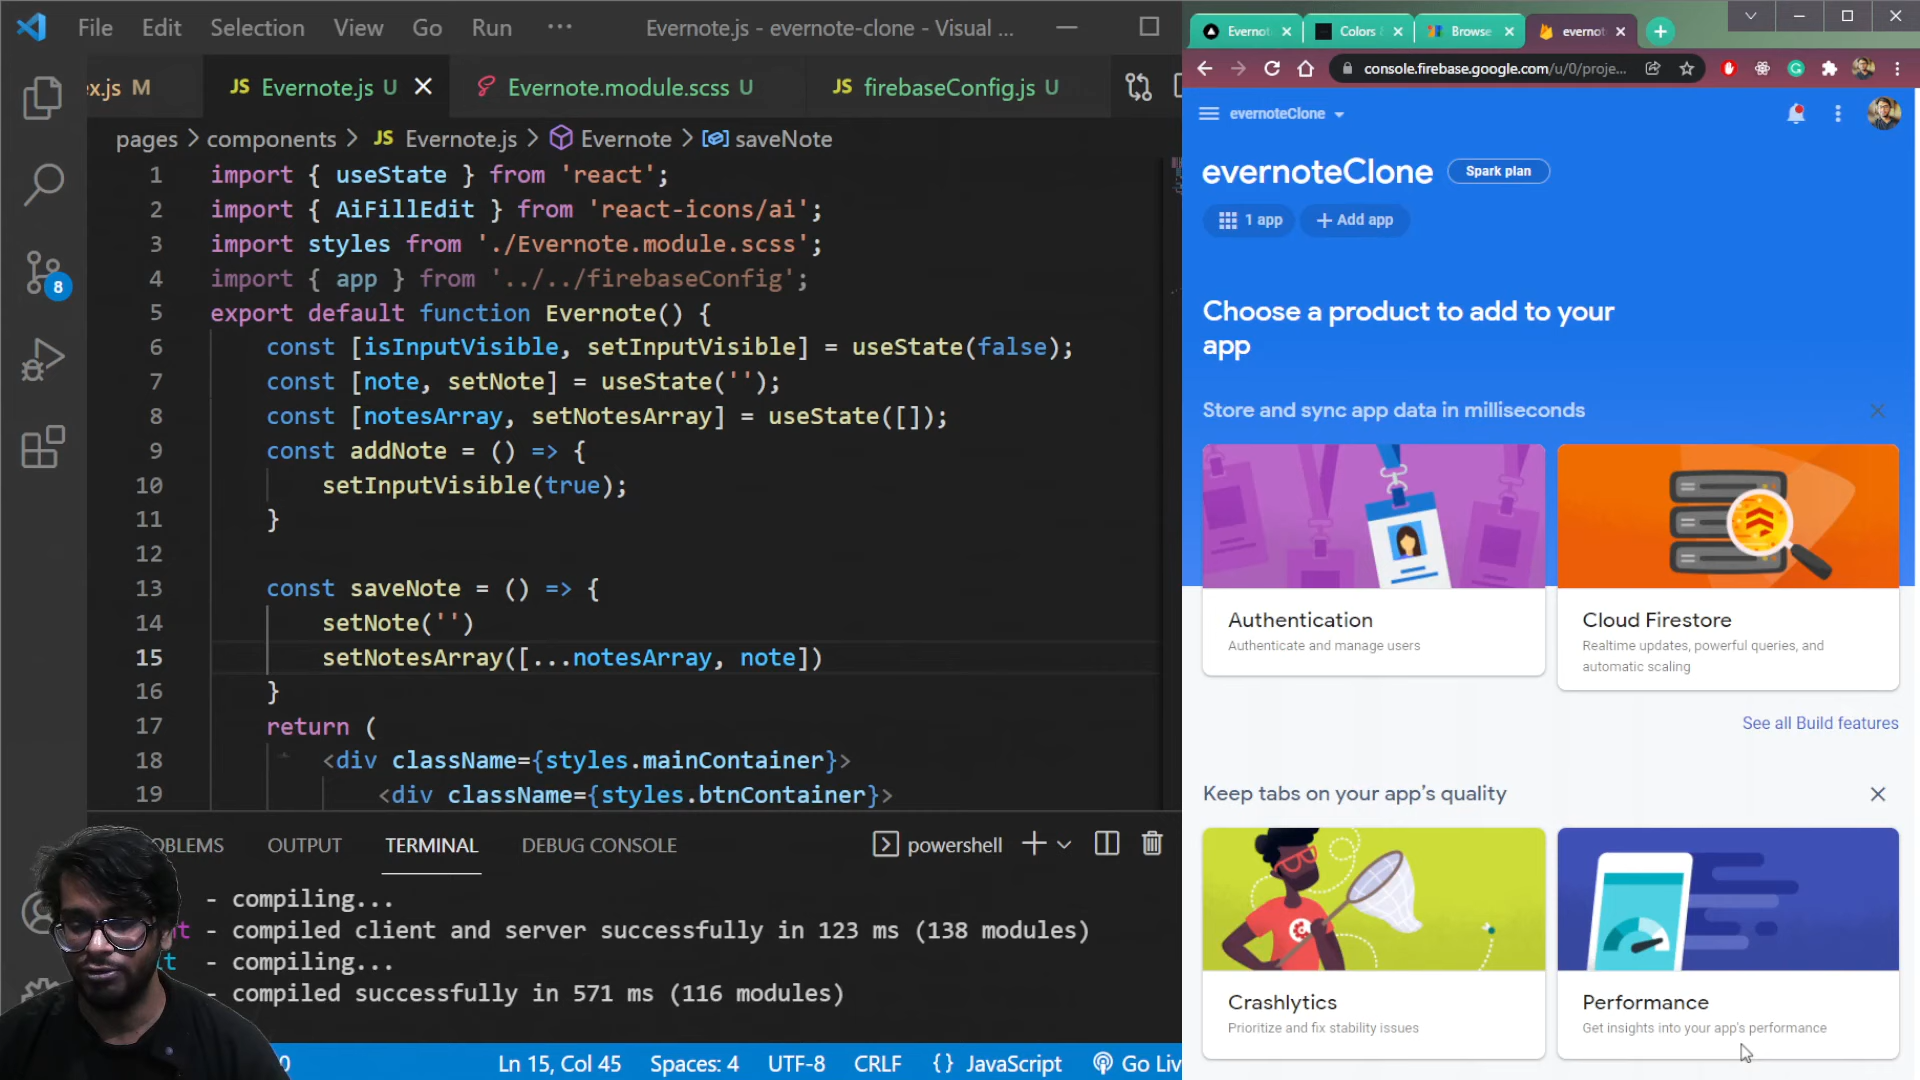 File Edit Selection View Go Run ··· Evernote.js - evernote-clone - Visual ...
ex.js M JS Evernote.js U Evernote.module.scss U JS firebaseConfig.js U
pages > components > JS Evernote.js > Evernote > saveNote
1 import { useState } from 'react';
2 import { AiFillEdit } from 'react-icons/ai';
3 import styles from './Evernote.module.scss';
4 import { app } from '../../firebaseConfig';
5 export default function Evernote() {
6 const [isInputVisible, setInputVisible] = useState(false);
7 const [note, setNote] = useState('');
8 const [notesArray, setNotesArray] = useState([]);
9 const addNote = () => {
10 setInputVisible(true);
11 }
12
13 const saveNote = () => {
14 setNote('')
15 setNotesArray([...notesArray, note])
16 }
17 return (
18 <div className={styles.mainContainer}>
19 <div className={styles.btnContainer}>
8
OBLEMS OUTPUT TERMINAL DEBUG CONSOLE powershell
- compiling...
nt - compiled client and server successfully in 123 ms (138 modules)
it - compiling...
- compiled successfully in 571 ms (116 modules)
0 Ln 15, Col 45 Spaces: 4 UTF-8 CRLF {} JavaScript Go Liv
Evernot Colors Browse evernot
console.firebase.google.com/u/0/proje...
evernoteClone
evernoteClone Spark plan
1 app + Add app
Choose a product to add to your
app
Store and sync app data in milliseconds
Authentication
Authenticate and manage users
Cloud Firestore
Realtime updates, powerful queries, and
automatic scaling
See all Build features
Keep tabs on your app's quality
Crashlytics
Prioritize and fix stability issues
Performance
Get insights into your app's performance